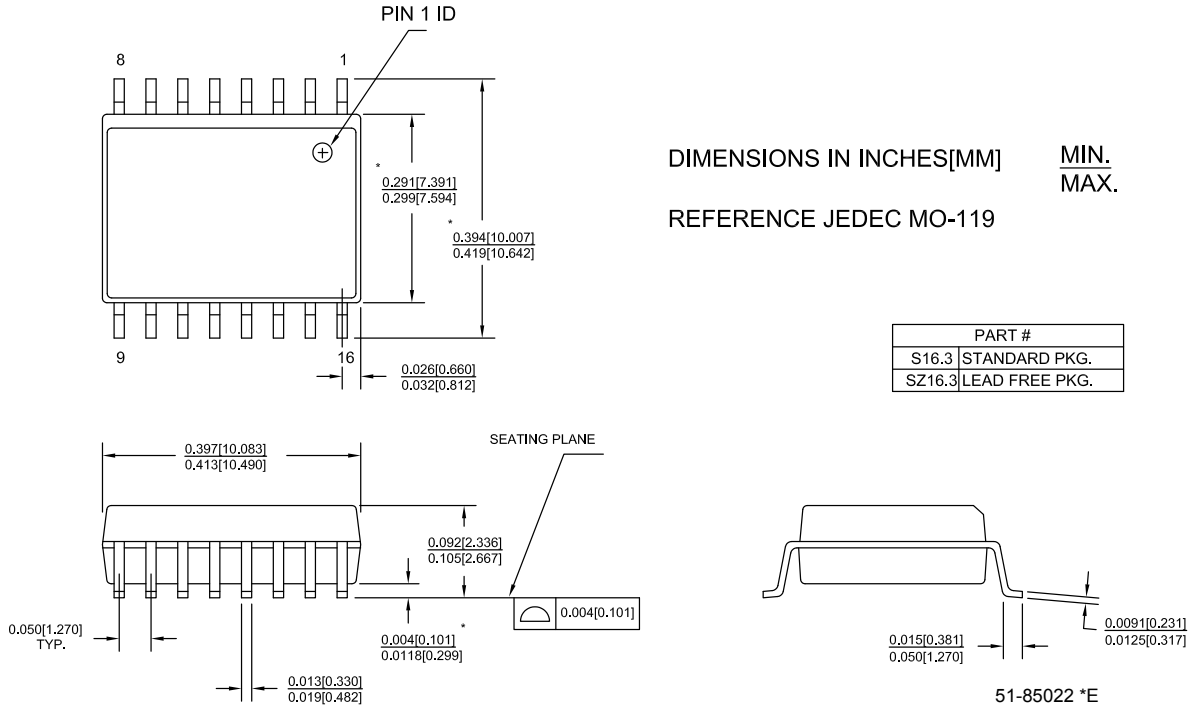 PIN 1 ID
8
1
*
0.291[7.391]
0.299[7.594]
*
0.394[10.007]
0.419[10.642]
DIMENSIONS IN INCHES[MM]
MIN.
MAX.
REFERENCE JEDEC MO-119
9
16
0.026[0.660]
0.032[0.812]
PART #
S16.3 STANDARD PKG.
SZ16.3 LEAD FREE PKG.
0.397[10.083]
0.413[10.490]
SEATING PLANE
0.092[2.336]
0.105[2.667]
0.004[0.101]
0.050[1.270]
TYP.
*
0.004[0.101]
0.0118[0.299]
0.013[0.330]
0.019[0.482]
0.015[0.381]
0.050[1.270]
0.0091[0.231]
0.0125[0.317]
51-85022 *E